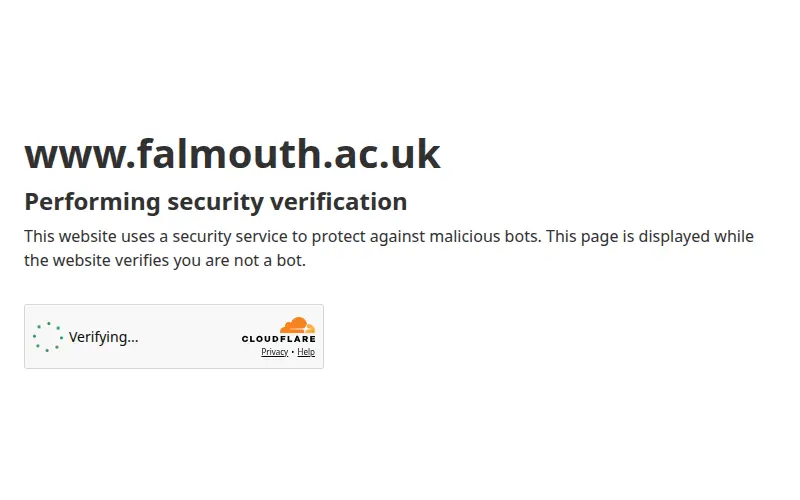 www.falmouth.ac.uk
Performing security verification
This website uses a security service to protect against malicious bots. This page is displayed while
the website verifies you are not a bot.
Verifying...
CLOUDFLARE
Privacy • Help